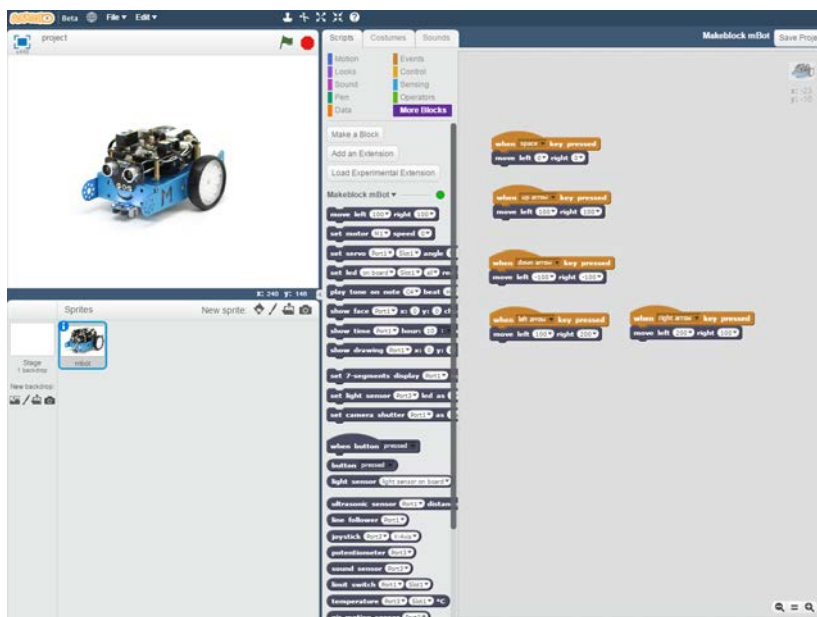 Beta File Edit
project
x: 240 y: 146
Sprites New sprite:
Stage
1 backdrop
New backdrop:
mbot
Scripts Costumes Sounds
Motion Events
Looks Control
Sound Sensing
Pen Operators
Data More Blocks
Make a Block
Add an Extension
Load Experimental Extension
Makeblock mBot
move left 100 right 100
set motor M1 speed 0
set servo Port1 Slot1 angle
set led on board Slot1 all
play tone on note C4 beat
show face Port1 x: 0 y: 0
show time Port1 hour: 10 :
show drawing Port1 x: 0 y:
set 7-segments display Port1
set light sensor Port3 led as
set camera shutter Port1 as
when button pressed
button pressed
light sensor light sensor on board
ultrasonic sensor Port1
line follower Port1
joystick X-Axis
potentiometer
sound sensor Port3
limit switch Port1 Slot1
temperature Slot1 °C
Makeblock mBot Save
x: -23
y: -10
when space key pressed
move left 0 right 0
when up arrow key pressed
move left 100 right 100
when down arrow key pressed
move left -100 right -100
when left arrow key pressed
move left 100 right 200
when right arrow key pressed
move left 200 right 100